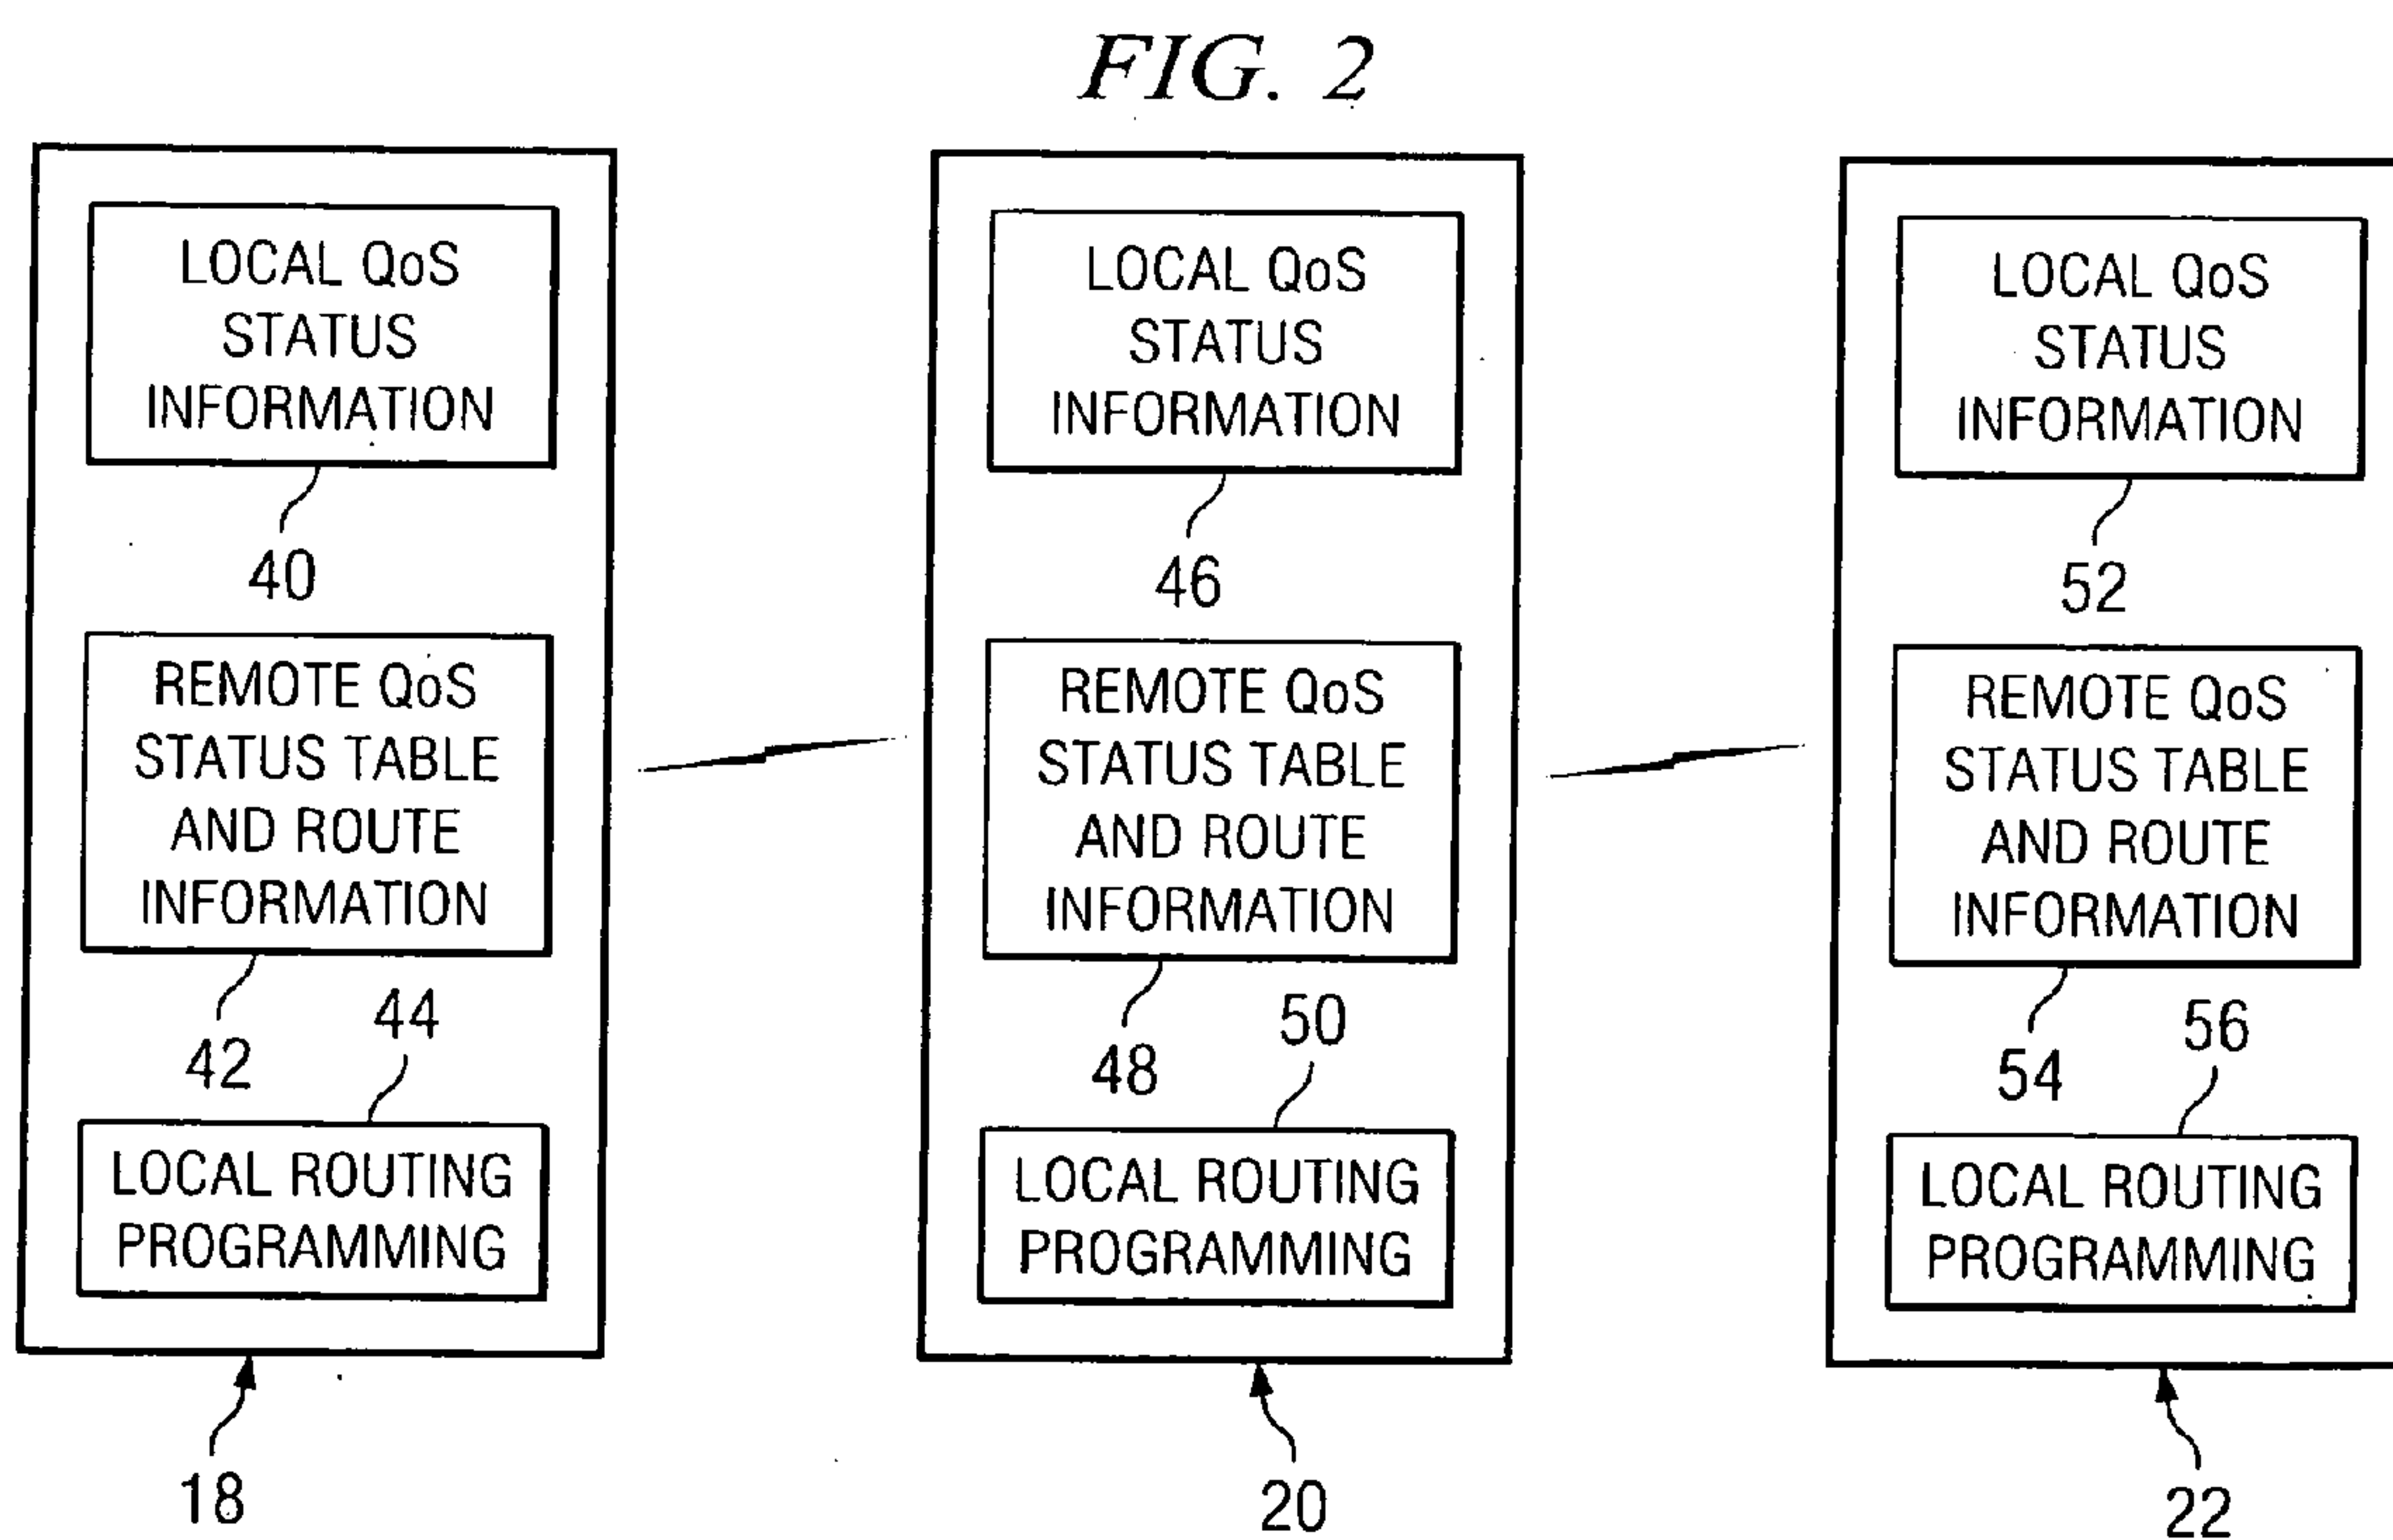 FIG. 2
LOCAL QoS
STATUS
INFORMATION
40
REMOTE QoS
STATUS TABLE
AND ROUTE
INFORMATION
42
44
LOCAL ROUTING
PROGRAMMING
18
LOCAL QoS
STATUS
INFORMATION
46
REMOTE QoS
STATUS TABLE
AND ROUTE
INFORMATION
48
50
LOCAL ROUTING
PROGRAMMING
20
LOCAL QoS
STATUS
INFORMATION
52
REMOTE QoS
STATUS TABLE
AND ROUTE
INFORMATION
54
56
LOCAL ROUTING
PROGRAMMING
22